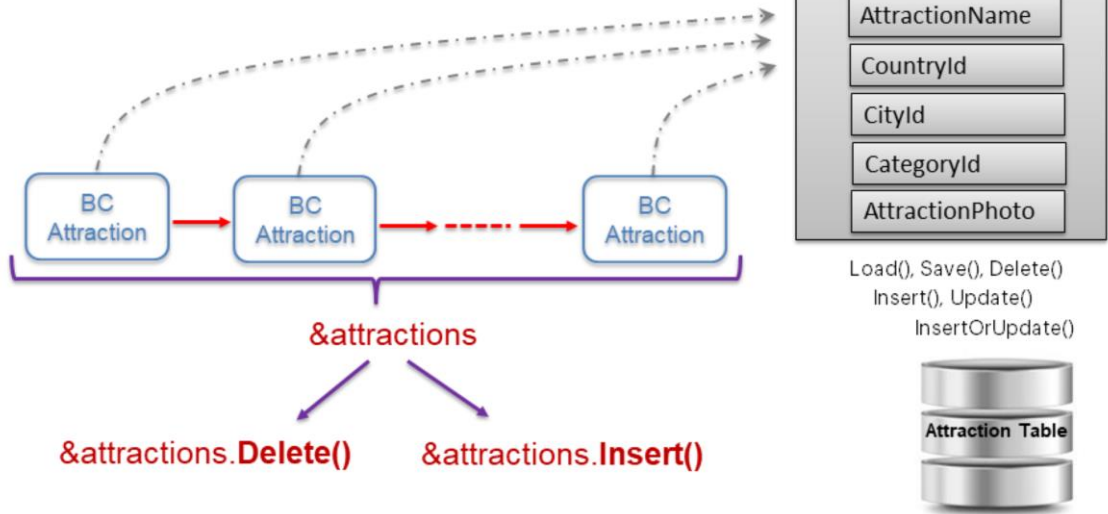 AttractionName
CountryId
CityId
CategoryId
AttractionPhoto
BC
Attraction
BC
Attraction
BC
Attraction
Load(), Save(), Delete()
Insert(), Update()
InsertOrUpdate()
&attractions
&attractions.Delete()
&attractions.Insert()
Attraction Table